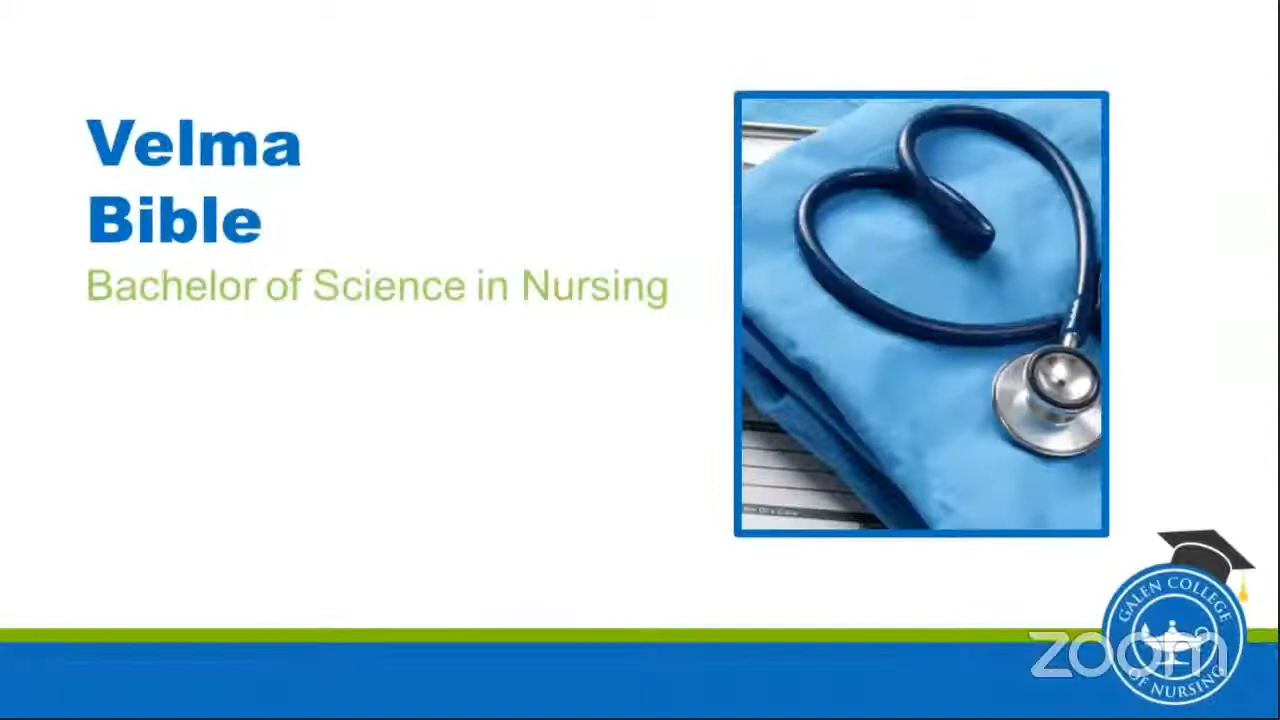 Velma
Bible
Bachelor of Science in Nursing
GALEN COLLEGE
OF NURSING
zoom